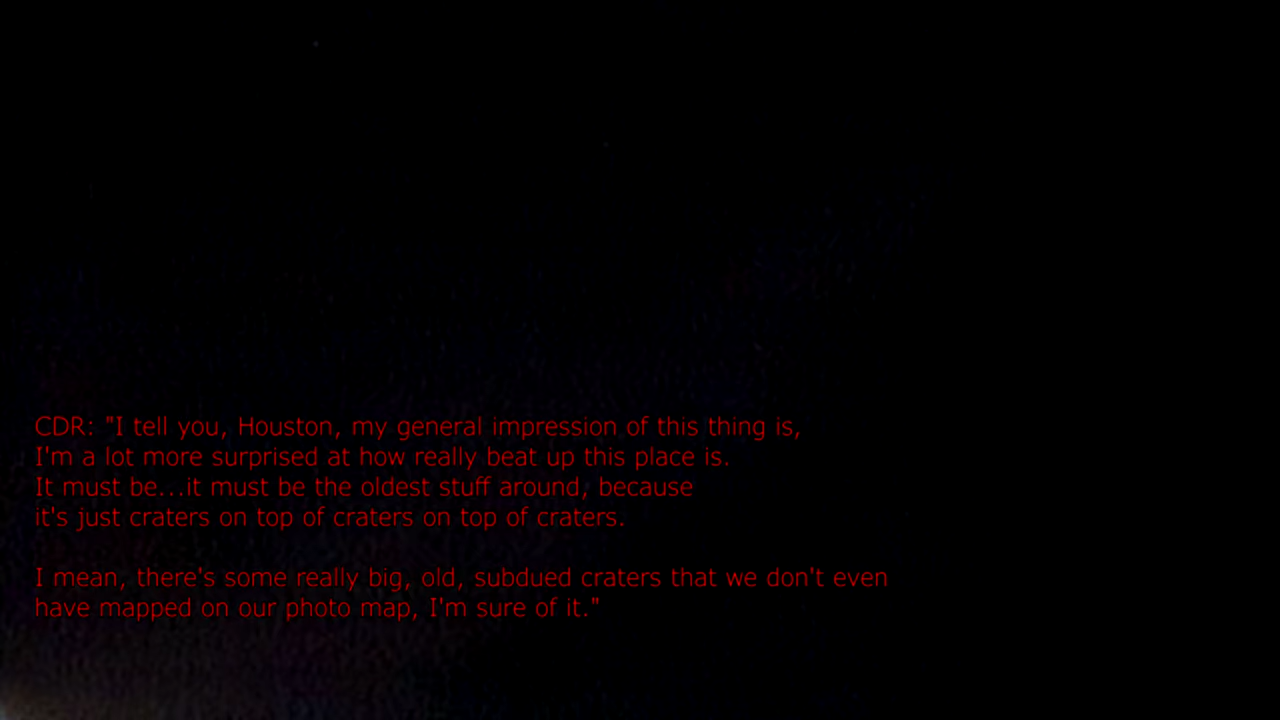 CDR: "I tell you, Houston, my general impression of this thing is,
I'm a lot more surprised at how really beat up this place is.
It must be...it must be the oldest stuff around, because
it's just craters on top of craters on top of craters.
I mean, there's some really big, old, subdued craters that we don't even
have mapped on our photo map, I'm sure of it."